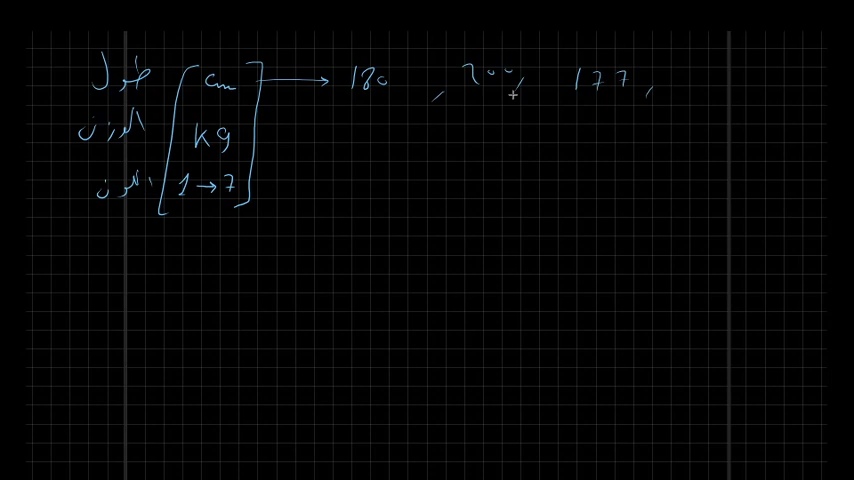 طول [ cm ] → 180 , 200 , 177 ,
الوزن kg
اللون 1 → 7